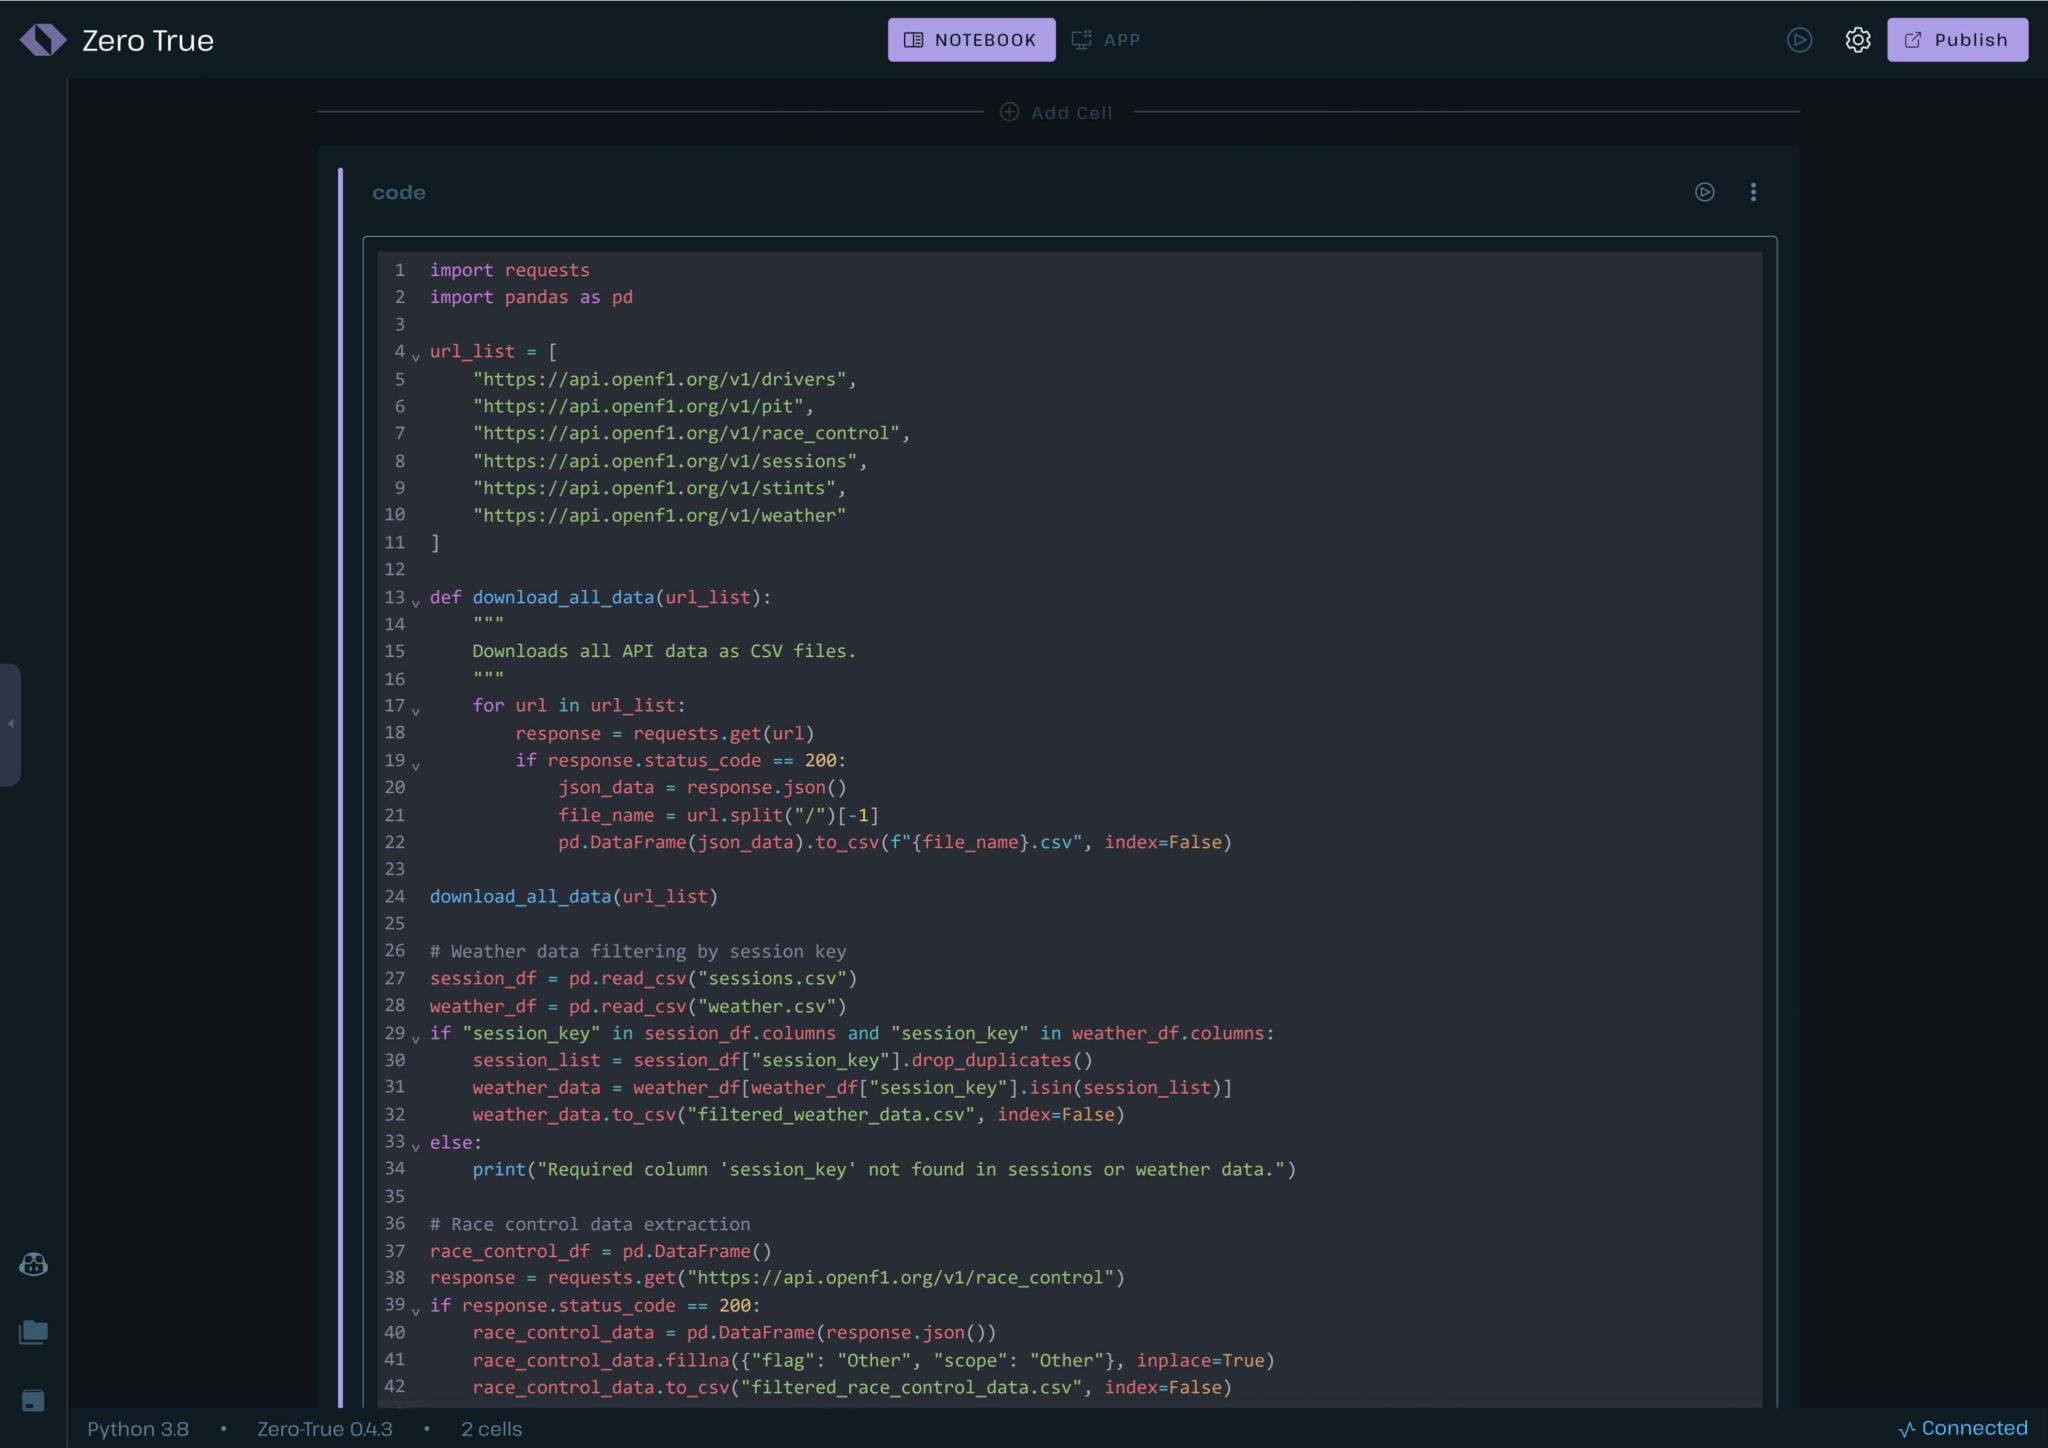 Zero True
NOTEBOOK
APP
Publish
Add Cell
code
1 import requests
2 import pandas as pd
3
4 url_list = [
5     "https://api.openf1.org/v1/drivers",
6     "https://api.openf1.org/v1/pit",
7     "https://api.openf1.org/v1/race_control",
8     "https://api.openf1.org/v1/sessions",
9     "https://api.openf1.org/v1/stints",
10     "https://api.openf1.org/v1/weather"
11 ]
12
13 def download_all_data(url_list):
14     """
15     Downloads all API data as CSV files.
16     """
17     for url in url_list:
18         response = requests.get(url)
19         if response.status_code == 200:
20             json_data = response.json()
21             file_name = url.split("/")[-1]
22             pd.DataFrame(json_data).to_csv(f"{file_name}.csv", index=False)
23
24 download_all_data(url_list)
25
26 # Weather data filtering by session key
27 session_df = pd.read_csv("sessions.csv")
28 weather_df = pd.read_csv("weather.csv")
29 if "session_key" in session_df.columns and "session_key" in weather_df.columns:
30     session_list = session_df["session_key"].drop_duplicates()
31     weather_data = weather_df[weather_df["session_key"].isin(session_list)]
32     weather_data.to_csv("filtered_weather_data.csv", index=False)
33 else:
34     print("Required column 'session_key' not found in sessions or weather data.")
35
36 # Race control data extraction
37 race_control_df = pd.DataFrame()
38 response = requests.get("https://api.openf1.org/v1/race_control")
39 if response.status_code == 200:
40     race_control_data = pd.DataFrame(response.json())
41     race_control_data.fillna({"flag": "Other", "scope": "Other"}, inplace=True)
42     race_control_data.to_csv("filtered_race_control_data.csv", index=False)
Python 3.8 • Zero-True 0.4.3 • 2 cells
Connected